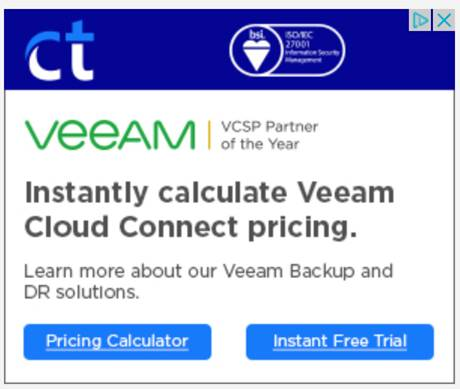 ct
bsi.
ISO/IEC
27001
Information Security
Management
veeAM
VCSP Partner
of the Year
Instantly calculate Veeam
Cloud Connect pricing.
Learn more about our Veeam Backup and
DR solutions.
Pricing Calculator
Instant Free Trial